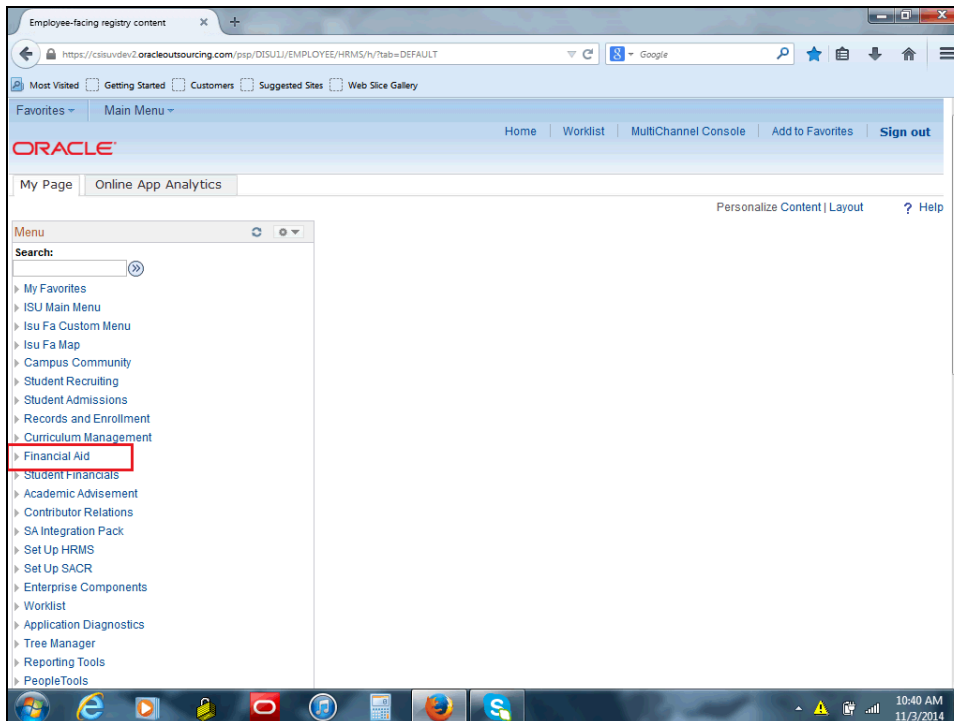 Employee-facing registry content
https://csisuvdev2.oracleoutsourcing.com/psp/DISU1J/EMPLOYEE/HRMS/h/?tab=DEFAULT
Google
Most Visited Getting Started Customers Suggested Sites Web Slice Gallery
Favorites Main Menu
Home Worklist MultiChannel Console Add to Favorites Sign out
ORACLE
My Page Online App Analytics
Personalize Content | Layout ? Help
Menu
Search:
My Favorites
ISU Main Menu
Isu Fa Custom Menu
Isu Fa Map
Campus Community
Student Recruiting
Student Admissions
Records and Enrollment
Curriculum Management
Financial Aid
Student Financials
Academic Advisement
Contributor Relations
SA Integration Pack
Set Up HRMS
Set Up SACR
Enterprise Components
Worklist
Application Diagnostics
Tree Manager
Reporting Tools
PeopleTools
10:40 AM
11/3/2014